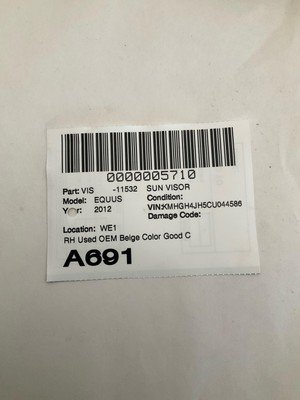 0000005710
Part: VIS -11532 SUN VISOR
Model: EQUUS Condition:
Year: 2012 VIN:KMHGH4JH5CU044586
Damage Code:
Location: WE1
RH Used OEM Beige Color Good C
A691